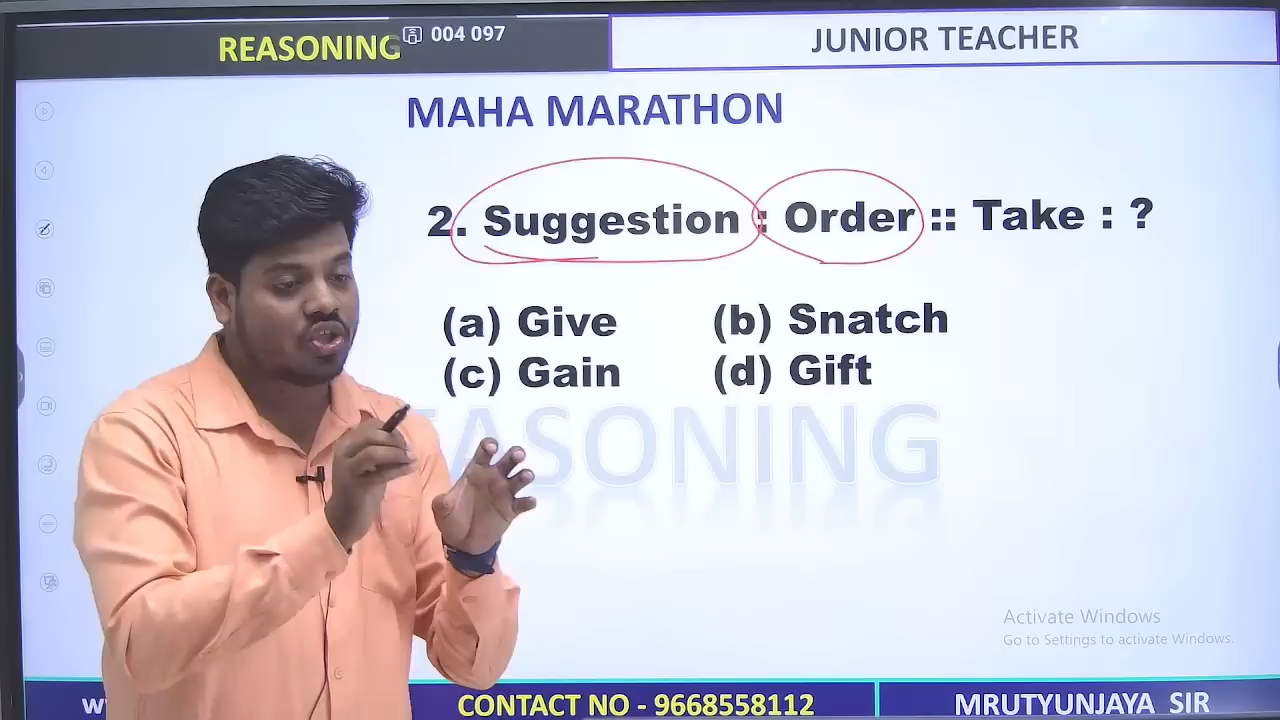 REASONING
004 097
JUNIOR TEACHER
MAHA MARATHON
2. Suggestion : Order :: Take : ?
(a) Give (b) Snatch
(c) Gain (d) Gift
REASONING
Activate Windows
Go to Settings to activate Windows.
CONTACT NO - 9668558112
MRUTYUNJAYA SIR